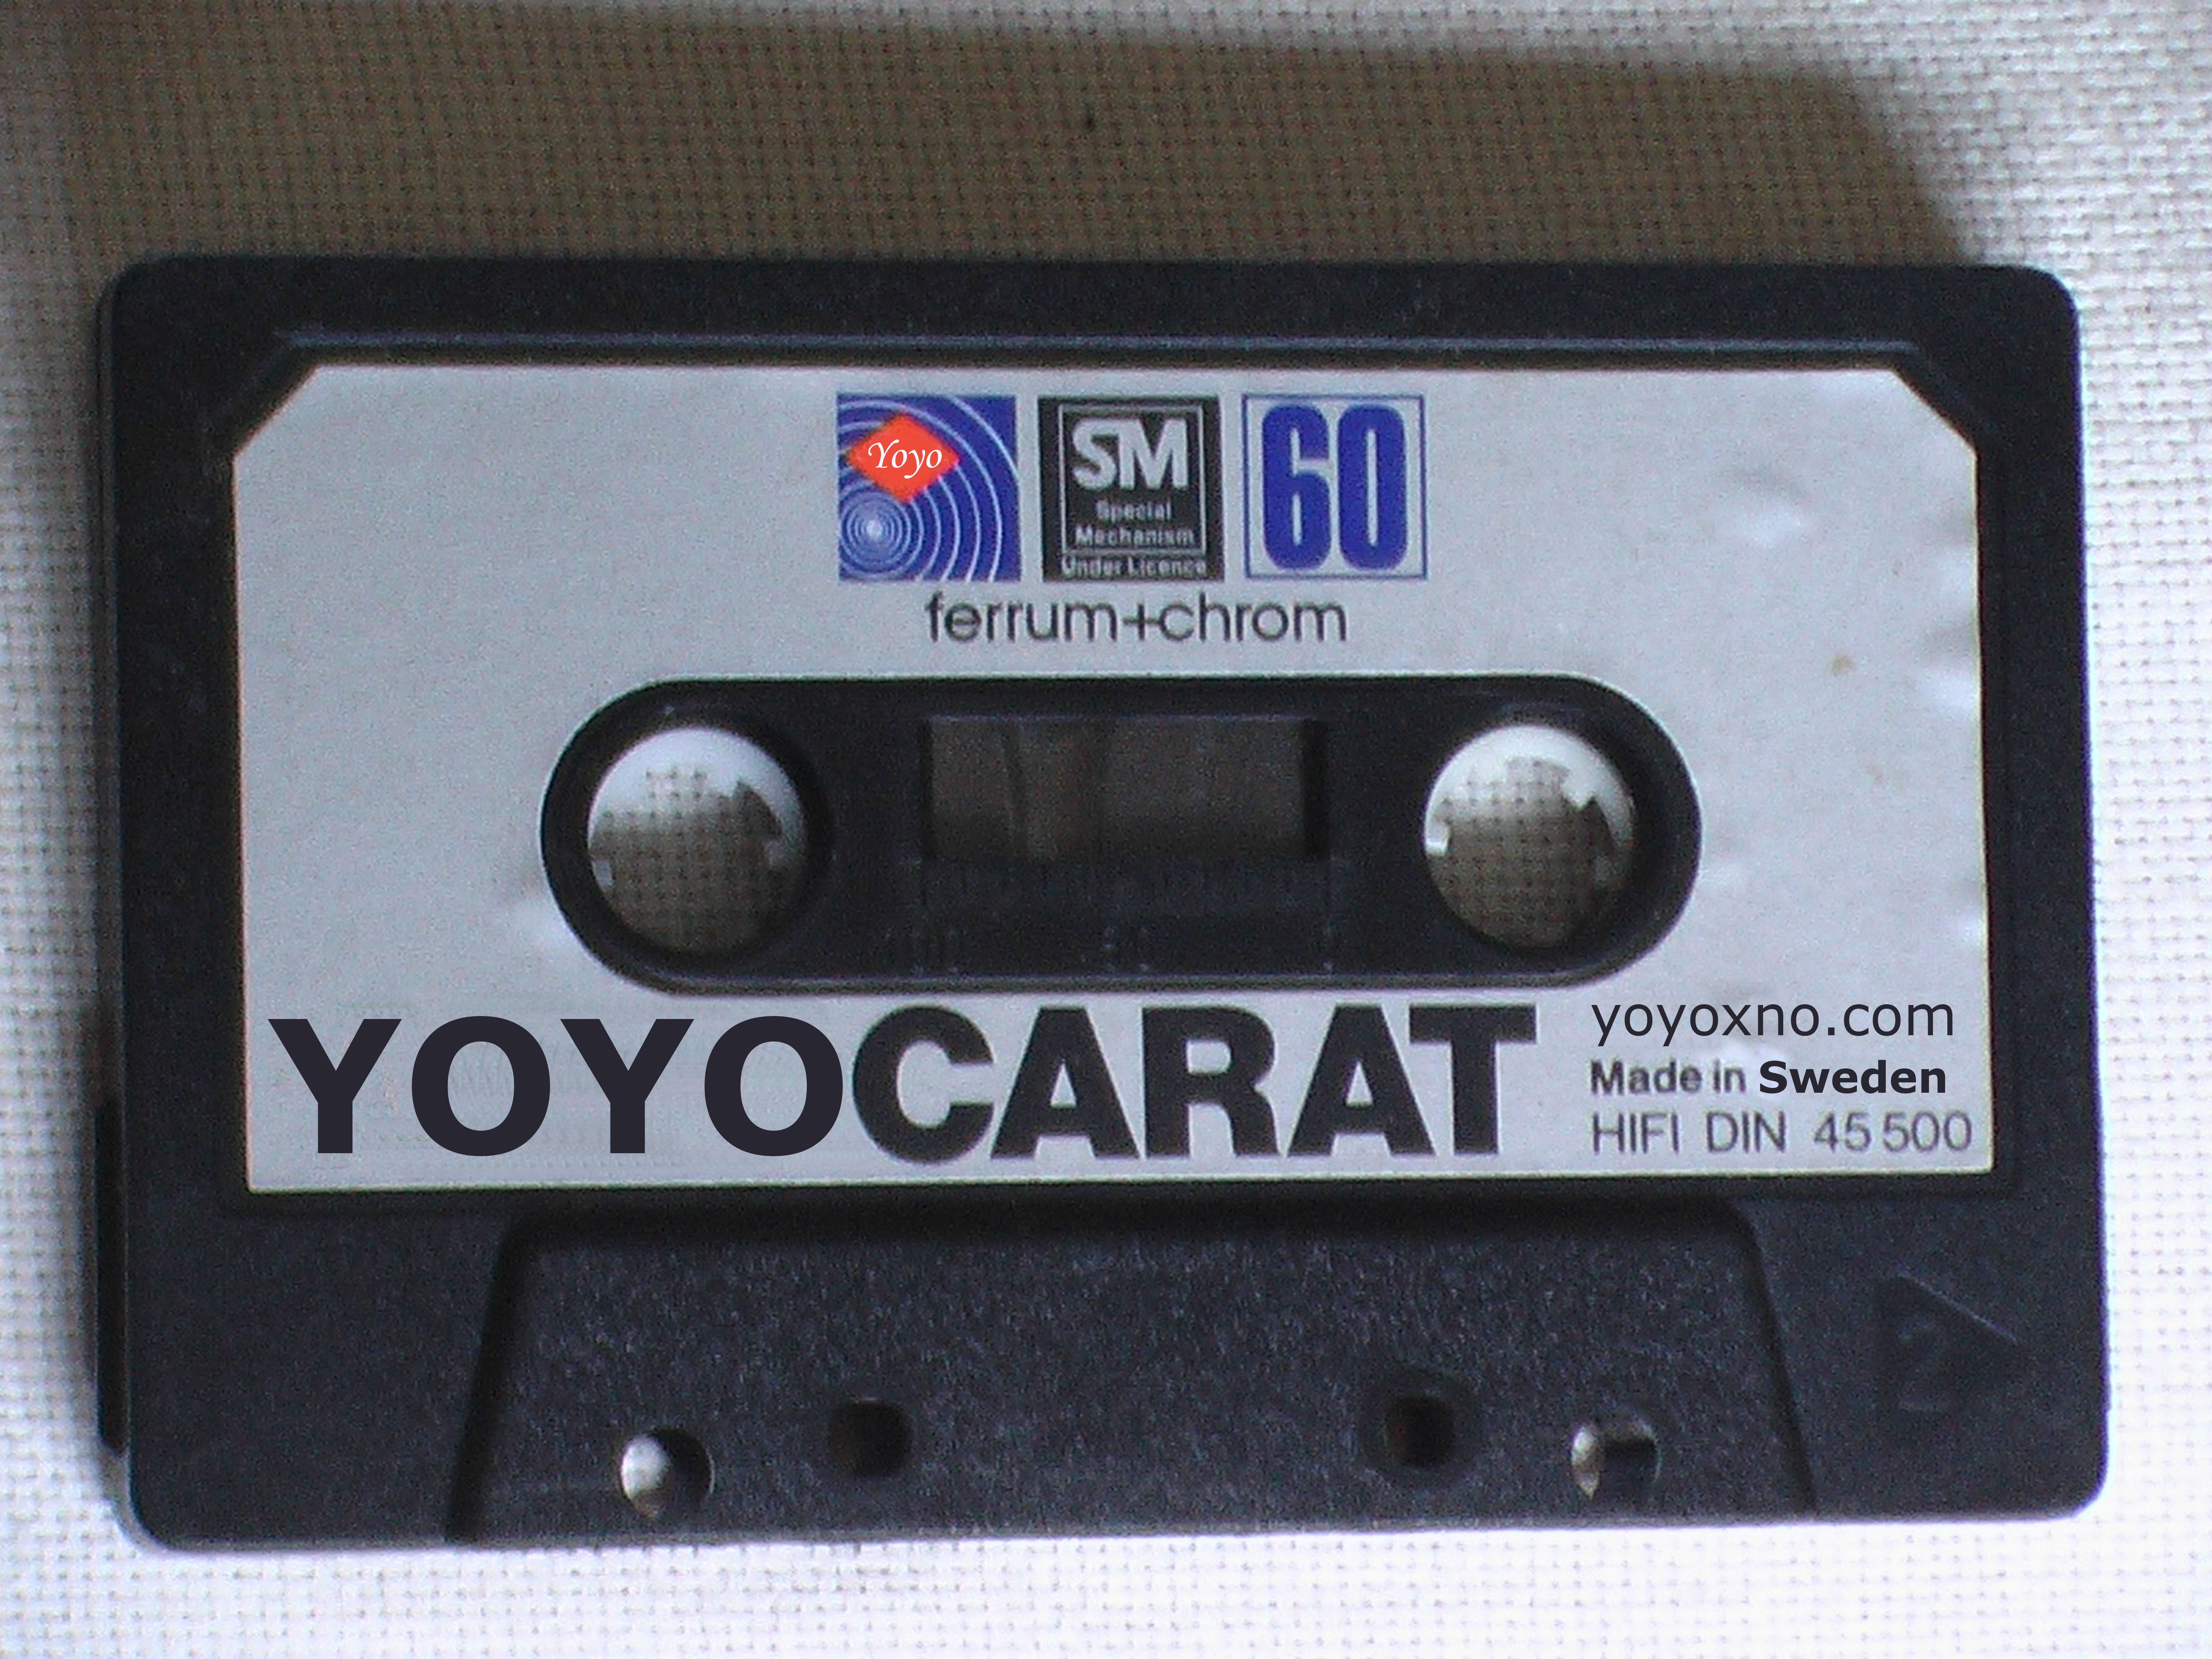 Yoyo
SM
Special
Mechanism
Under Licence
60
ferrum+chrom
YOYOCARAT
yoyoxno.com
Made in Sweden
HIFI DIN 45 500
2